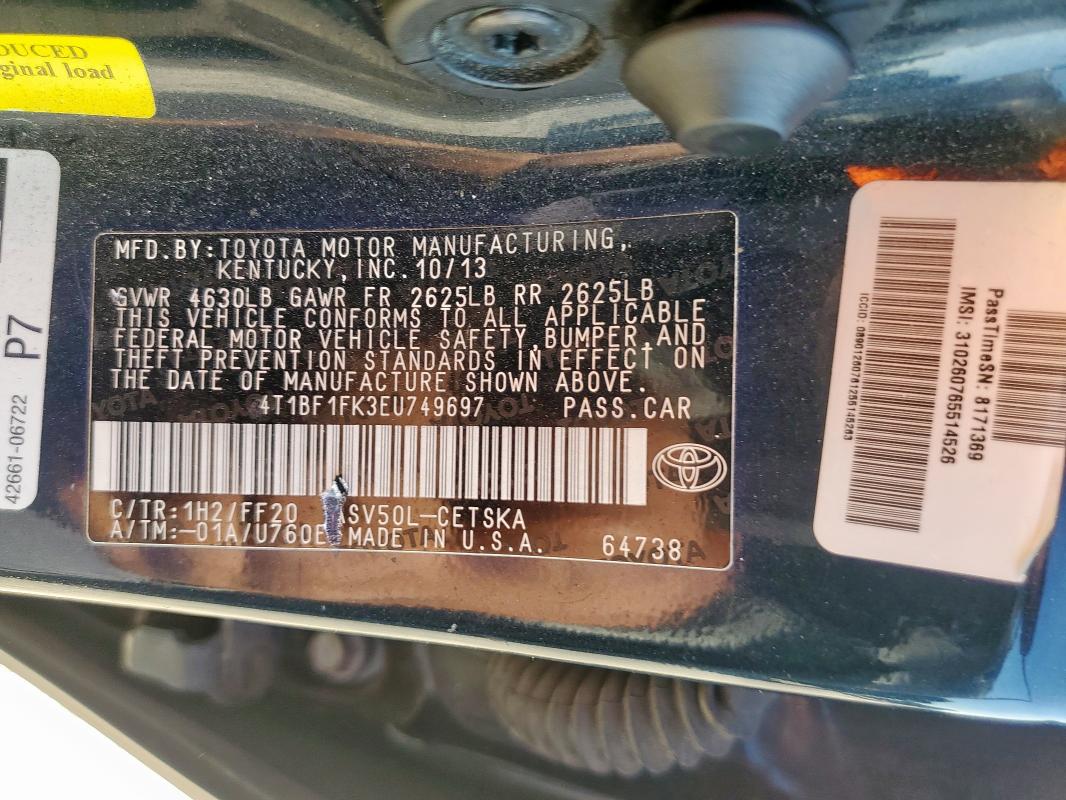 DUCED
ginal load
P7
42661-06722
MFD.BY:TOYOTA MOTOR MANUFACTURING,
KENTUCKY,INC.10/13
GVWR 4630LB GAWR FR 2625LB RR 2625LB
THIS VEHICLE CONFORMS TO ALL APPLICABLE
FEDERAL MOTOR VEHICLE SAFETY,BUMPER,AND
THEFT PREVENTION STANDARDS IN EFFECT ON
THE DATE OF MANUFACTURE SHOWN ABOVE.
4T1BF1FK3EU749697 PASS.CAR
C/TR:1H2/FF20 ASV50L-CETSKA
A/TM:-01A/U760E MADE IN U.S.A. 64738
PassTimeSN: 8171369
IMSI: 310260765514526